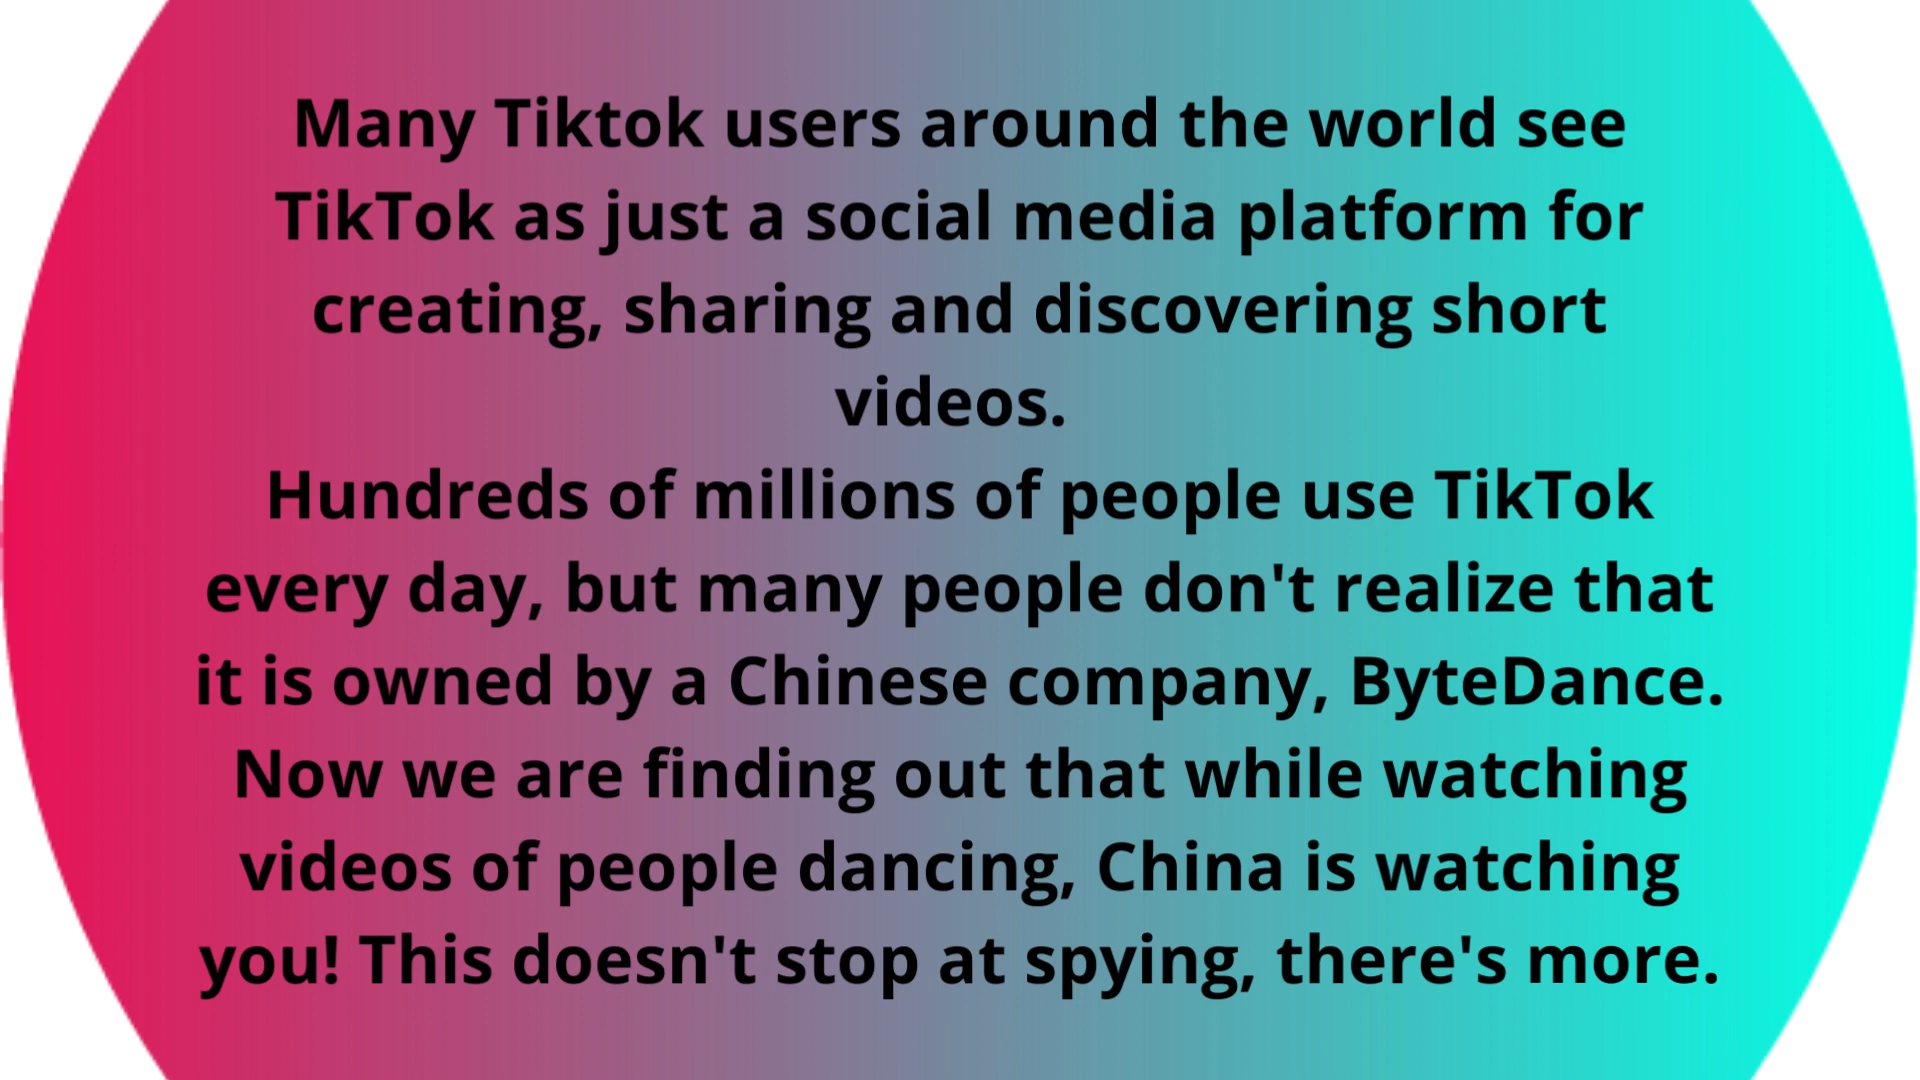 Many Tiktok users around the world see
TikTok as just a social media platform for
creating, sharing and discovering short
videos.
Hundreds of millions of people use TikTok
every day, but many people don't realize that
it is owned by a Chinese company, ByteDance.
Now we are finding out that while watching
videos of people dancing, China is watching
you! This doesn't stop at spying, there's more.